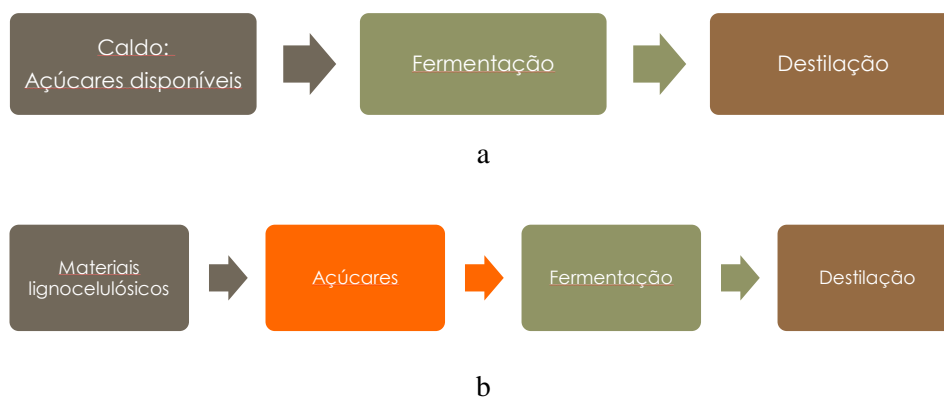 Caldo:
Açúcares disponíveis
Fermentação
Destilação
a
Materiais
lignocelulósicos
Açúcares
Fermentação
Destilação
b